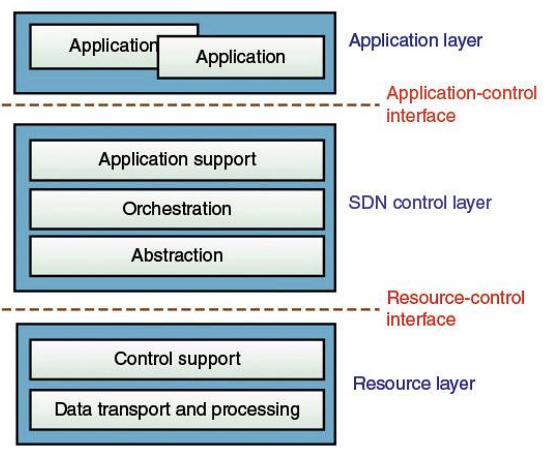 Application
Application
Application layer
Application-control
interface
Application support
Orchestration
Abstraction
SDN control layer
Resource-control
interface
Control support
Data transport and processing
Resource layer